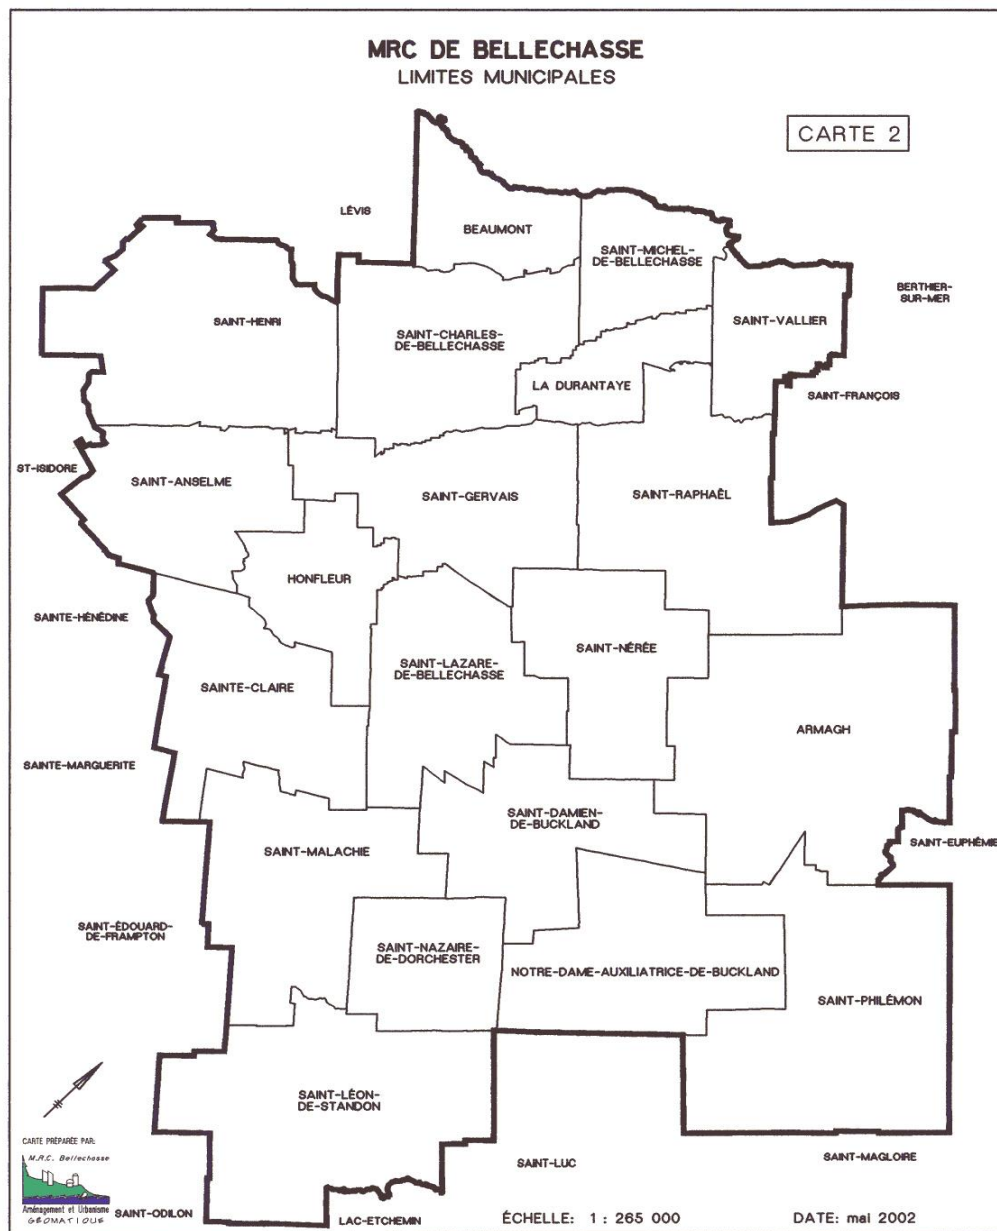 MRC DE BELLECHASSE
LIMITES MUNICIPALES
CARTE 2
LÉVIS
BEAUMONT
SAINT-MICHEL-
DE-BELLECHASSE
BERTHIER-
SUR-MER
SAINT-HENRI
SAINT-CHARLES-
DE-BELLECHASSE
SAINT-VALLIER
LA DURANTAYE
SAINT-FRANÇOIS
ST-ISIDORE
SAINT-ANSELME
SAINT-GERVAIS
SAINT-RAPHAËL
HONFLEUR
SAINTE-HÉNÉDINE
SAINT-LAZARE-
DE-BELLECHASSE
SAINT-NÉRÉE
SAINTE-CLAIRE
ARMAGH
SAINTE-MARGUERITE
SAINT-DAMIEN-
DE-BUCKLAND
SAINT-EUPHÉMIE
SAINT-MALACHIE
SAINT-ÉDOUARD-
DE-FRAMPTON
SAINT-NAZAIRE-
DE-DORCHESTER
NOTRE-DAME-AUXILIATRICE-DE-BUCKLAND
SAINT-PHILÉMON
SAINT-LÉON-
DE-STANDON
CARTE PRÉPARÉE PAR:
M.R.C. Bellechasse
Aménagement et Urbanisme
GÉOMATIQUE
SAINT-LUC
SAINT-MAGLOIRE
SAINT-ODILON
LAC-ETCHEMIN
ÉCHELLE: 1 : 265 000
DATE: mai 2002